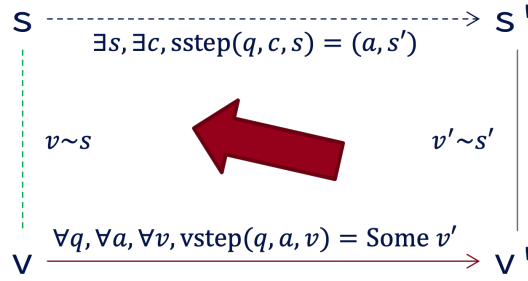 s s'
∃s, ∃c, sstep(q, c, s) = (a, s′)
v~s v′~s′
∀q, ∀a, ∀v, vstep(q, a, v) = Some v′
v v'